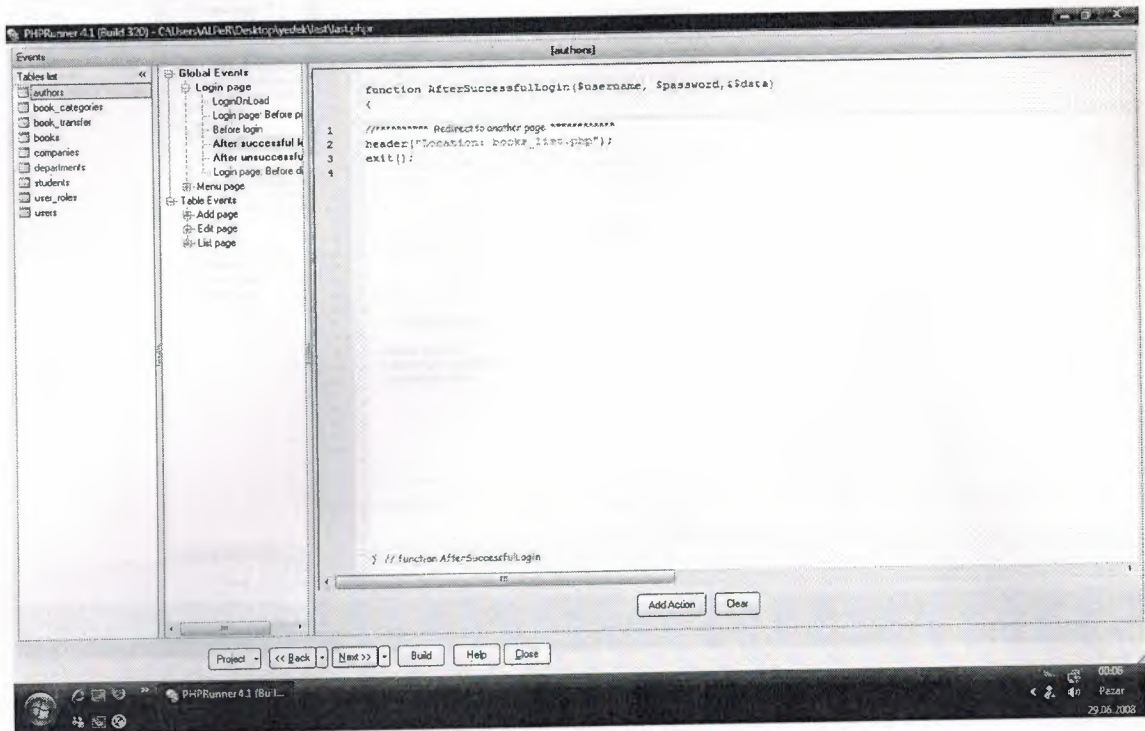 PHPRunner 4.1 (Build 320) - C:\Users\ALPeR\Desktop\yedek\last\last.phpr
Events
[authors]
Tables list «
authors
book_categories
book_transfer
books
companies
departments
students
user_roles
users
Global Events
Login page
LoginOnLoad
Login page: Before pr
Before login
After successful l
After unsuccessfu
Login page: Before di
Menu page
Table Events
Add page
Edit page
List page
function AfterSuccessfulLogin($username, $password,&$data)
{
1 //********** Redirect to another page ************
2 header("Location: books_list.php");
3 exit();
4
} // function AfterSuccessfulLogin
Add Action Clear
Project << Back Next >> Build Help Close
PHPRunner 4.1 (Buil...
00:06
Pazar
29.06.2008